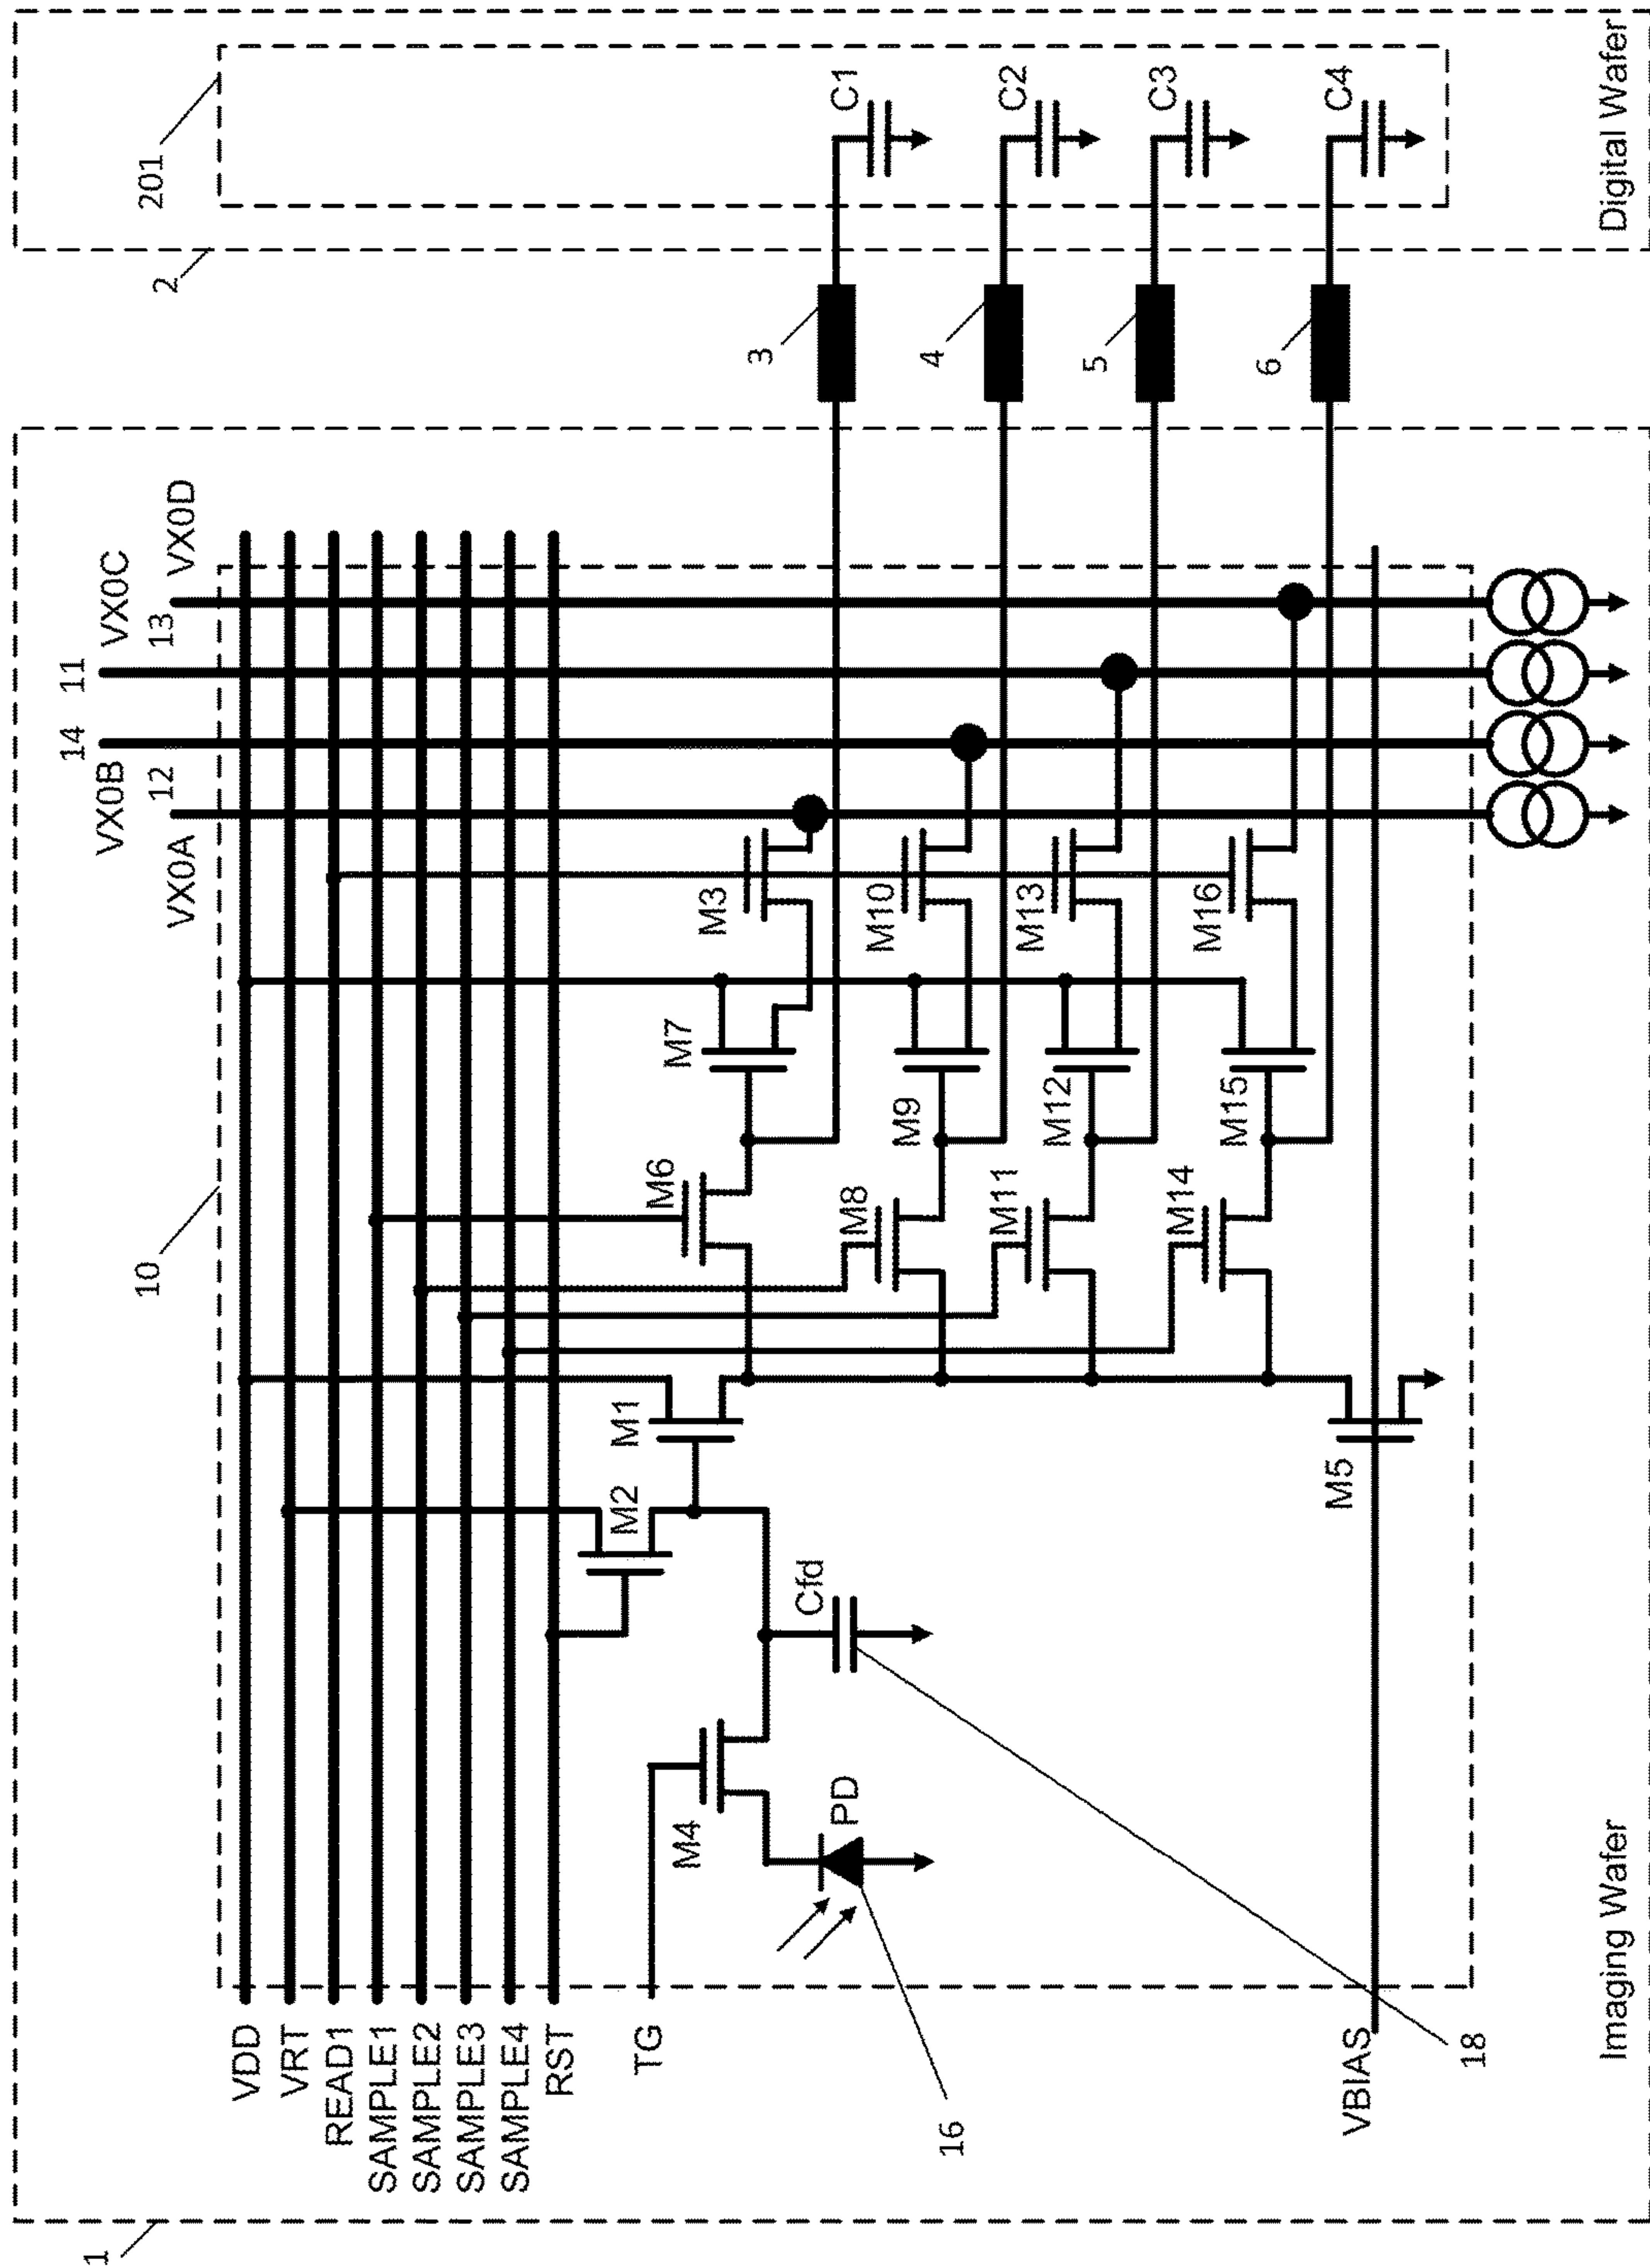 1
10
11
VX0C
13
VX0D
14
VX0B
12
VX0A
2
201
VDD
VRT
READ1
SAMPLE1
SAMPLE2
SAMPLE3
SAMPLE4
RST
TG
VBIAS
M4
PD
16
Cfd
18
M2
M1
M5
M6
M8
M11
M14
M7
M9
M12
M15
M3
M10
M13
M16
3
4
5
6
C1
C2
C3
C4
Imaging Wafer
Digital Wafer